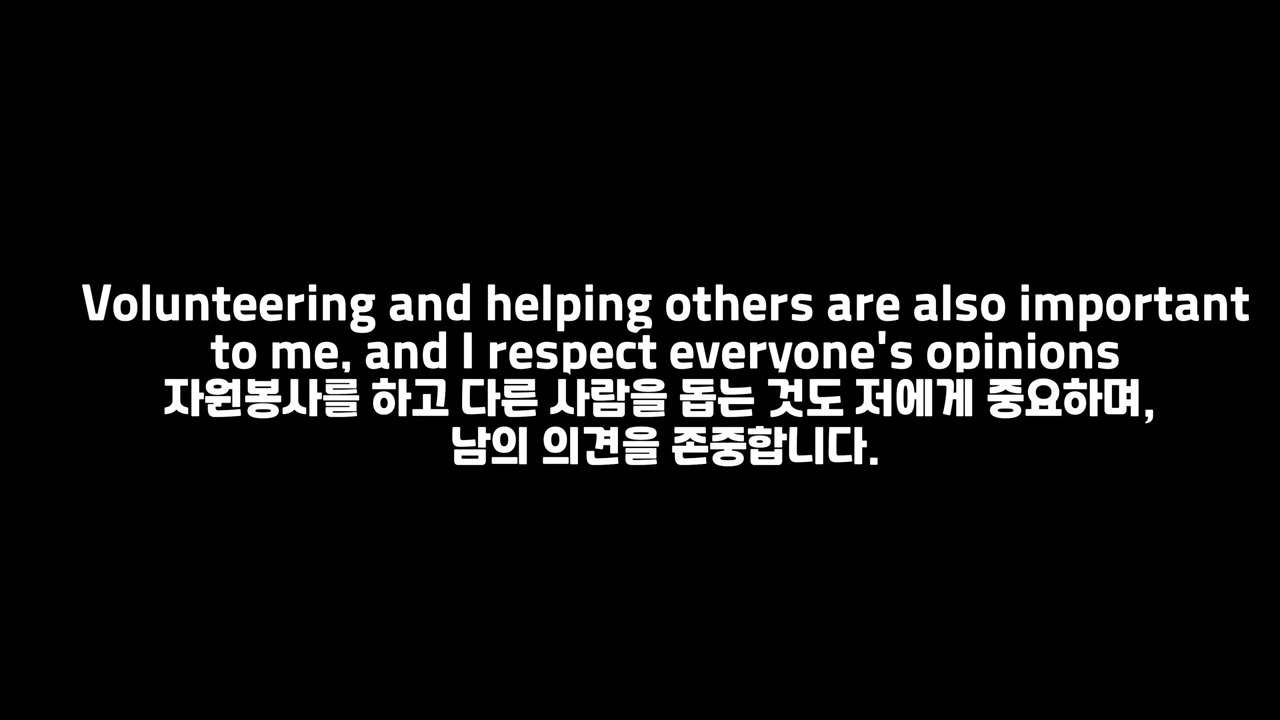 Volunteering and helping others are also important
to me, and I respect everyone's opinions
자원봉사를 하고 다른 사람을 돕는 것도 저에게 중요하며,
남의 의견을 존중합니다.